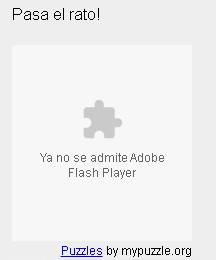 Pasa el rato!
Ya no se admite Adobe
Flash Player
Puzzles by mypuzzle.org